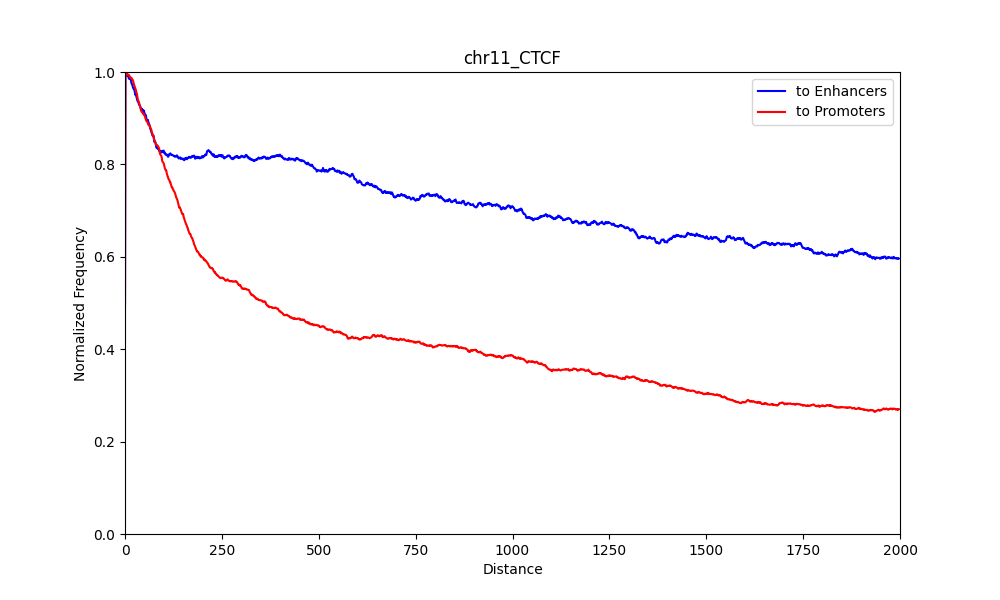 chr11_CTCF
to Enhancers
to Promoters
Normalized Frequency
1.0
0.8
0.6
0.4
0.2
0.0
0 250 500 750 1000 1250 1500 1750 2000
Distance